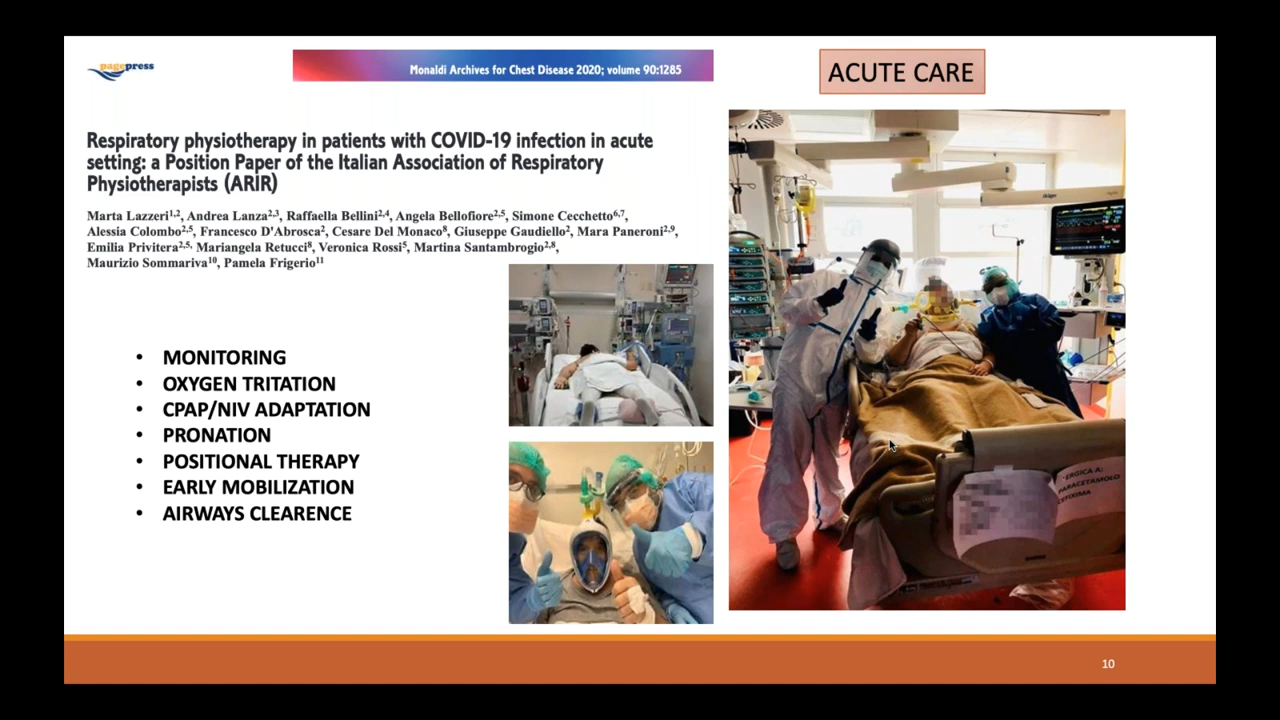 pagepress
Monaldi Archives for Chest Disease 2020; volume 90:1285
ACUTE CARE
Respiratory physiotherapy in patients with COVID-19 infection in acute
setting: a Position Paper of the Italian Association of Respiratory
Physiotherapists (ARIR)
Marta Lazzeri1,2, Andrea Lanza2,3, Raffaella Bellini2,4, Angela Bellofiore2,5, Simone Cecchetto6,7,
Alessia Colombo2,5, Francesco D'Abrosca2, Cesare Del Monaco8, Giuseppe Gaudiello2, Mara Paneroni2,9,
Emilia Privitera2,5, Mariangela Retucci8, Veronica Rossi5, Martina Santambrogio2,8,
Maurizio Sommariva10, Pamela Frigerio11
• MONITORING
• OXYGEN TRITATION
• CPAP/NIV ADAPTATION
• PRONATION
• POSITIONAL THERAPY
• EARLY MOBILIZATION
• AIRWAYS CLEARENCE
ERGICA A:
PARACETAMOLO
10